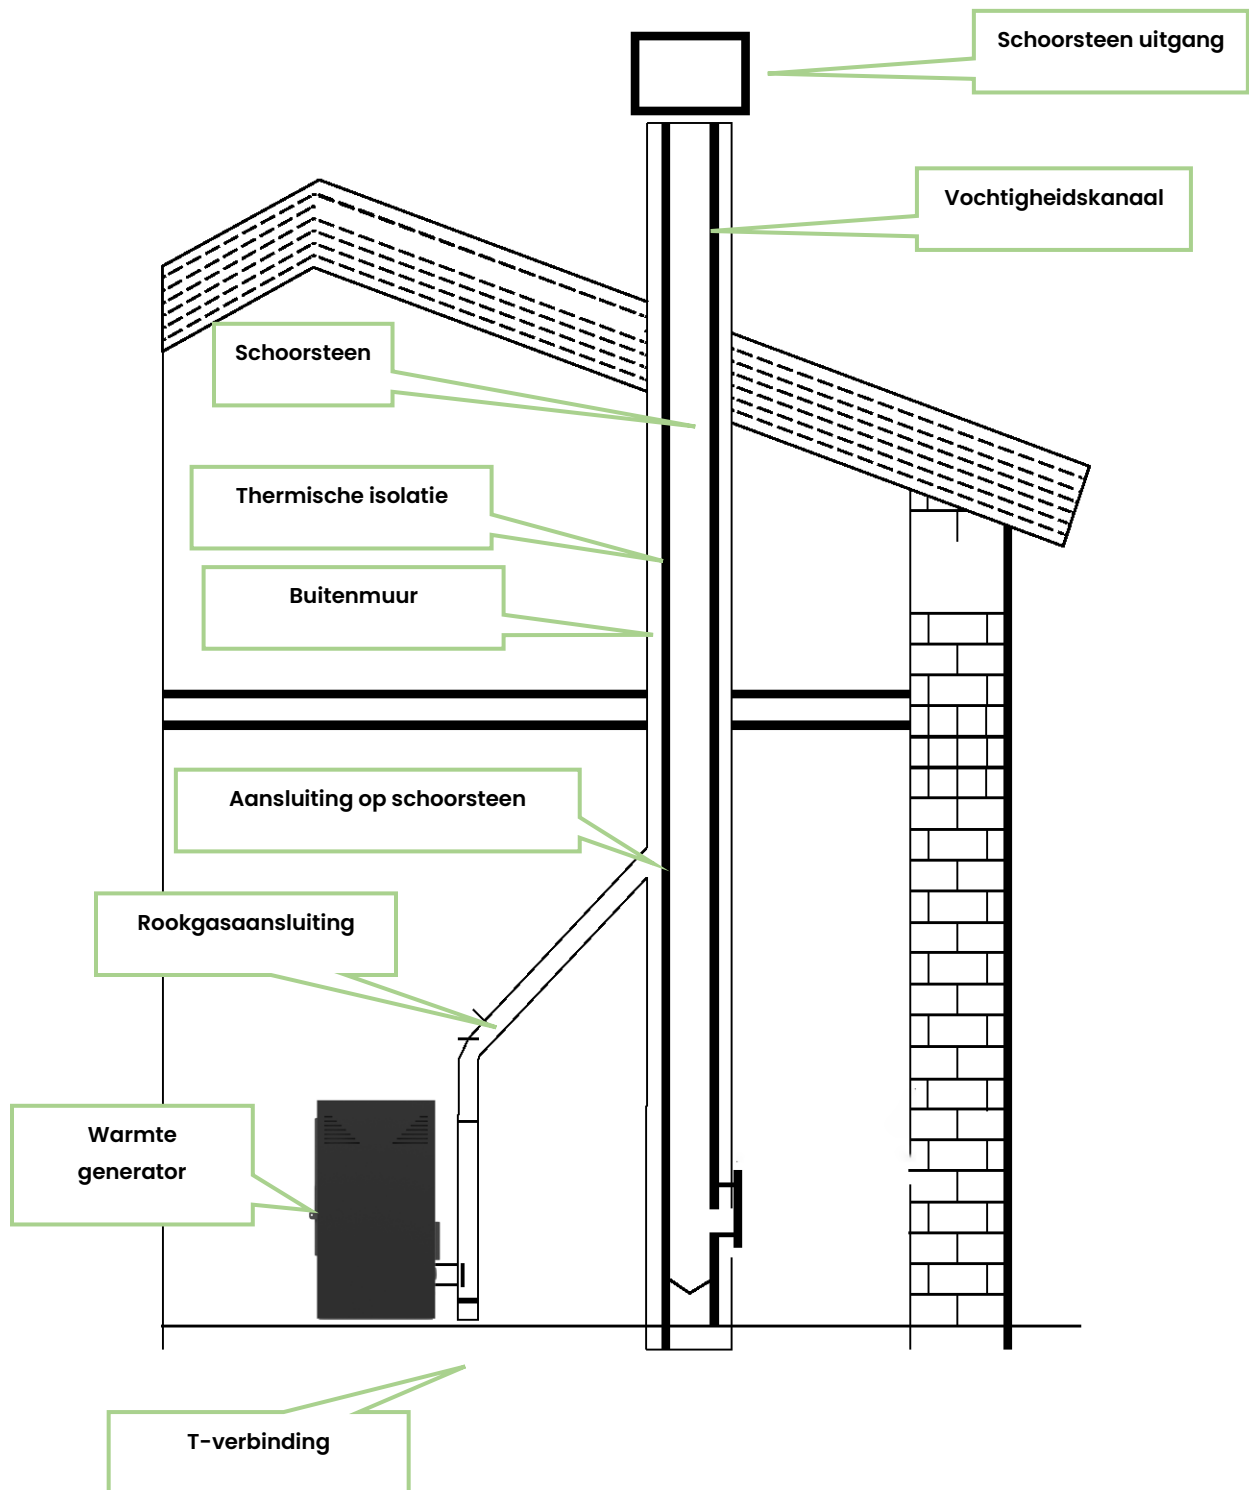 Schoorsteen uitgang
Vochtigheidskanaal
Schoorsteen
Thermische isolatie
Buitenmuur
Aansluiting op schoorsteen
Rookgasaansluiting
Warmte
generator
T-verbinding